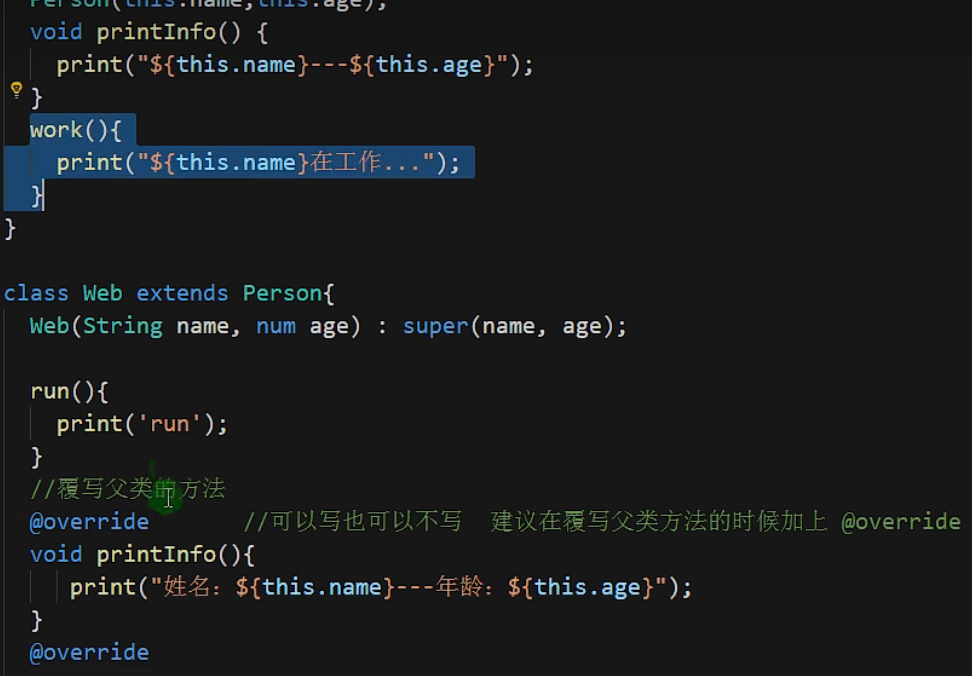 Person(this.name,this.age);
void printInfo() {
print("${this.name}---${this.age}");
}
work(){
print("${this.name}在工作...");
}
}
class Web extends Person{
Web(String name, num age) : super(name, age);
run(){
print('run');
}
//覆写父类的方法
@override //可以写也可以不写 建议在覆写父类方法的时候加上 @override
void printInfo(){
print("姓名：${this.name}---年龄：${this.age}");
}
@override